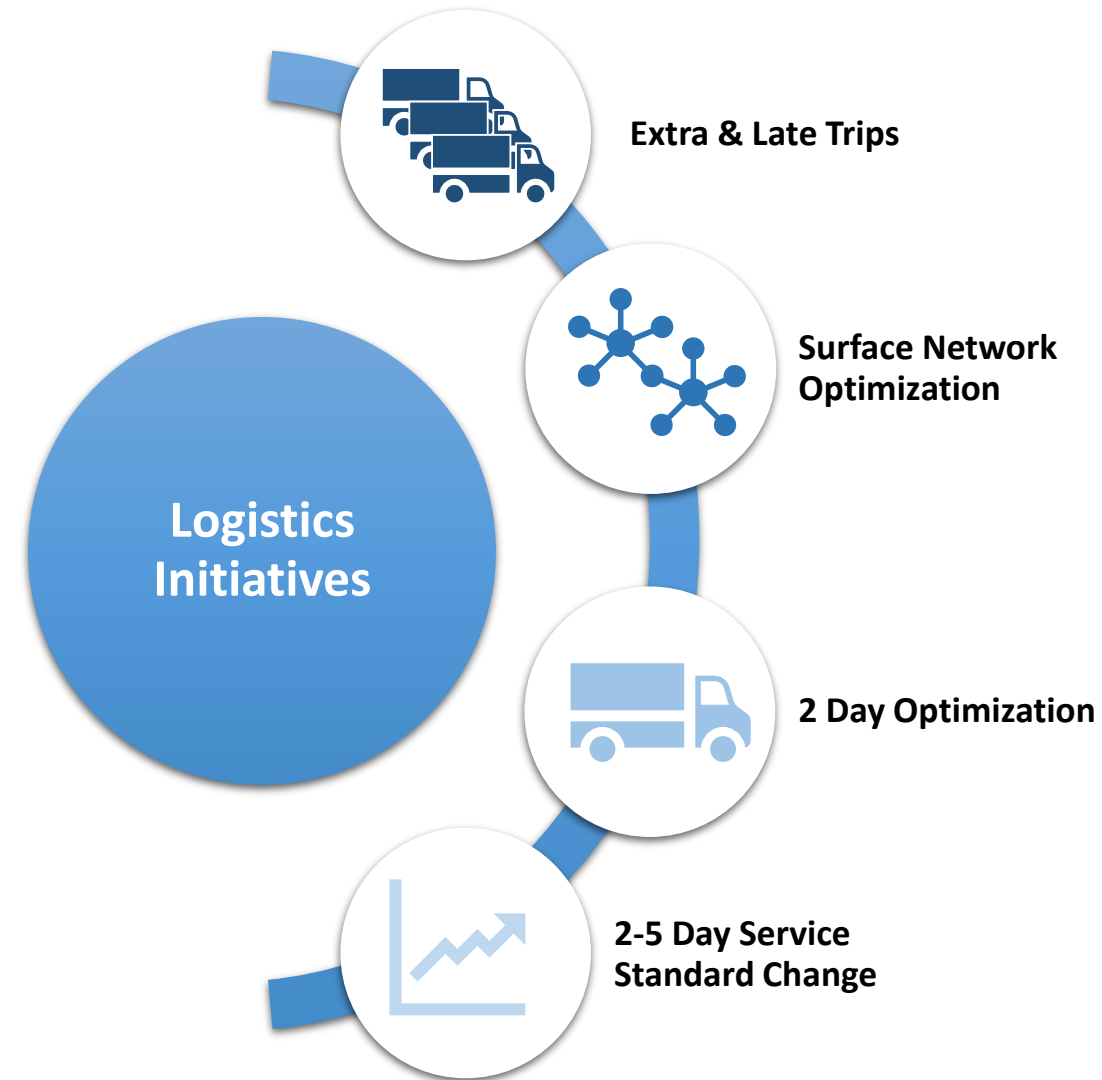 Extra & Late Trips
Surface Network
Optimization
Logistics
Initiatives
2 Day Optimization
2-5 Day Service
Standard Change